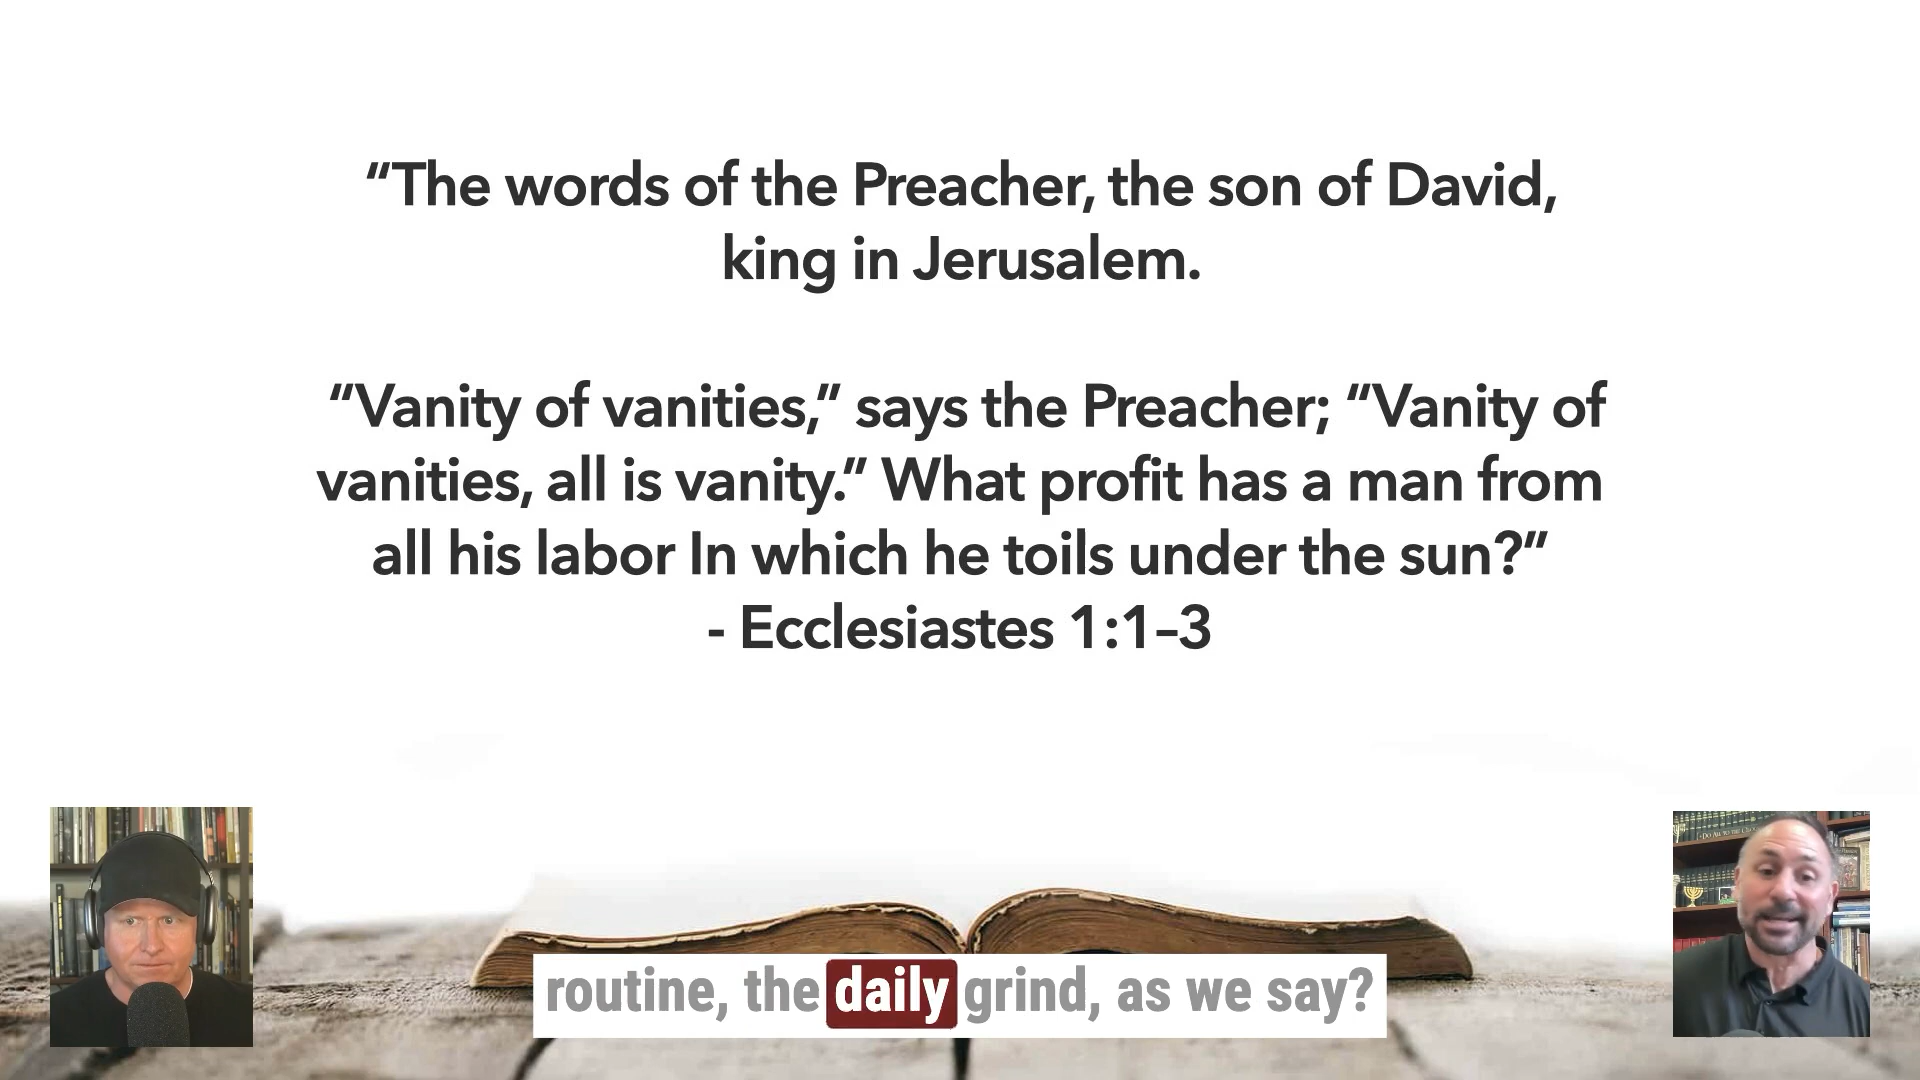 “The words of the Preacher, the son of David,
king in Jerusalem.
“Vanity of vanities,” says the Preacher; “Vanity of
vanities, all is vanity.” What profit has a man from
all his labor In which he toils under the sun?”
- Ecclesiastes 1:1–3
routine, the daily grind, as we say?